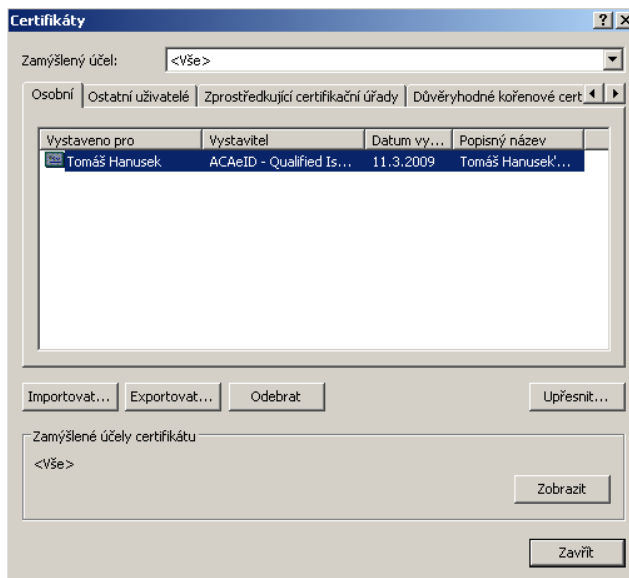 Certifikáty
Zamýšlený účel: <Vše>
Osobní Ostatní uživatelé Zprostředkující certifikační úřady Důvěryhodné kořenové cert
Vystaveno pro Vystavitel Datum vy... Popisný název
Tomáš Hanusek ACAeID - Qualified Is... 11.3.2009 Tomáš Hanusek'...
Importovat... Exportovat... Odebrat Upřesnit...
Zamýšlené účely certifikátu
<Vše>
Zobrazit
Zavřít